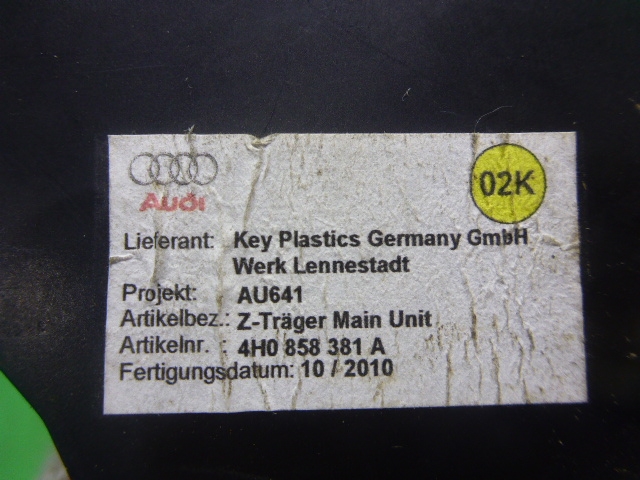 Audi
02K
Lieferant: Key Plastics Germany GmbH
Werk Lennestadt
Projekt: AU641
Artikelbez.: Z-Träger Main Unit
Artikelnr. : 4H0 858 381 A
Fertigungsdatum: 10 / 2010